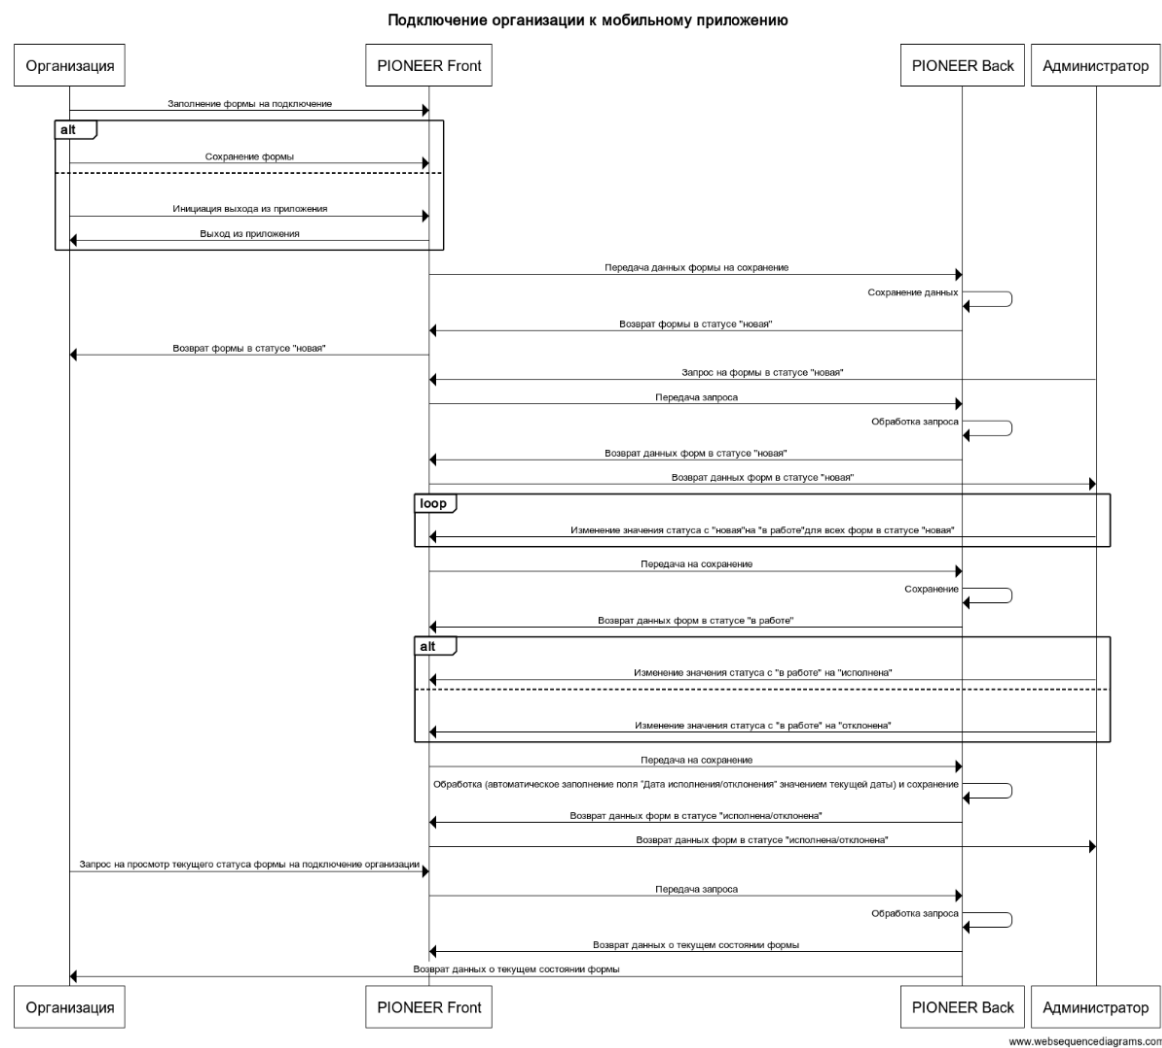 Подключение организации к мобильному приложению
Организация
PIONEER Front
PIONEER Back
Администратор
Заполнение формы на подключение
alt
Сохранение формы
Инициация выхода из приложения
Выход из приложения
Передача данных формы на сохранение
Сохранение данных
Возврат формы в статусе "новая"
Возврат формы в статусе "новая"
Запрос на формы в статусе "новая"
Передача запроса
Обработка запроса
Возврат данных форм в статусе "новая"
Возврат данных форм в статусе "новая"
loop
Изменение значения статуса с "новая"на "в работе"для всех форм в статусе "новая"
Передача на сохранение
Сохранение
Возврат данных форм в статусе "в работе"
alt
Изменение значения статуса с "в работе" на "исполнена"
Изменение значения статуса с "в работе" на "отклонена"
Передача на сохранение
Обработка (автоматическое заполнение поля "Дата исполнения/отклонения" значением текущей даты) и сохранение
Возврат данных форм в статусе "исполнена/отклонена"
Возврат данных форм в статусе "исполнена/отклонена"
Запрос на просмотр текущего статуса формы на подключение организации
Передача запроса
Обработка запроса
Возврат данных о текущем состоянии формы
Возврат данных о текущем состоянии формы
Организация
PIONEER Front
PIONEER Back
Администратор
www.websequencediagrams.com